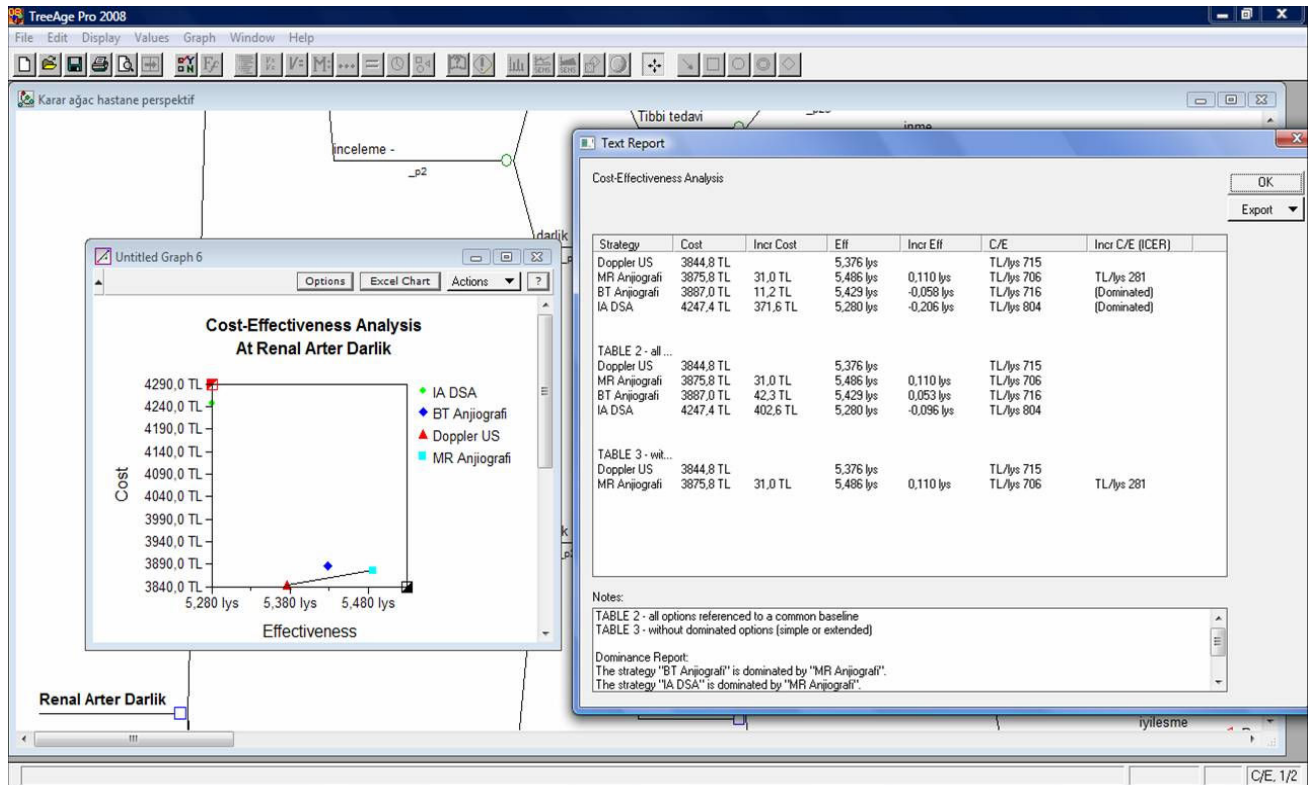 TreeAge Pro 2008
File Edit Display Values Graph Window Help
Karar ağac hastane perspektif
inceleme -
_p2
Tibbi tedavi
inme
darlik
Untitled Graph 6
Options Excel Chart Actions ?
Cost-Effectiveness Analysis
At Renal Arter Darlik
4290,0 TL
4240,0 TL
4190,0 TL
4140,0 TL
4090,0 TL
4040,0 TL
3990,0 TL
3940,0 TL
3890,0 TL
3840,0 TL
Cost
5,280 lys 5,380 lys 5,480 lys
Effectiveness
IA DSA
BT Anjiografi
Doppler US
MR Anjiografi
Renal Arter Darlik
Text Report
Cost-Effectiveness Analysis
OK
Export
Strategy Cost Incr Cost Eff Incr Eff C/E Incr C/E (ICER)
Doppler US 3844,8 TL 5,376 lys TL/lys 715
MR Anjiografi 3875,8 TL 31,0 TL 5,486 lys 0,110 lys TL/lys 706 TL/lys 281
BT Anjiografi 3887,0 TL 11,2 TL 5,429 lys -0,058 lys TL/lys 716 (Dominated)
IA DSA 4247,4 TL 371,6 TL 5,280 lys -0,206 lys TL/lys 804 (Dominated)
TABLE 2 - all ...
Doppler US 3844,8 TL 5,376 lys TL/lys 715
MR Anjiografi 3875,8 TL 31,0 TL 5,486 lys 0,110 lys TL/lys 706
BT Anjiografi 3887,0 TL 42,3 TL 5,429 lys 0,053 lys TL/lys 716
IA DSA 4247,4 TL 402,6 TL 5,280 lys -0,096 lys TL/lys 804
TABLE 3 - wit...
Doppler US 3844,8 TL 5,376 lys TL/lys 715
MR Anjiografi 3875,8 TL 31,0 TL 5,486 lys 0,110 lys TL/lys 706 TL/lys 281
Notes:
TABLE 2 - all options referenced to a common baseline
TABLE 3 - without dominated options (simple or extended)
Dominance Report:
The strategy "BT Anjiografi" is dominated by "MR Anjiografi".
The strategy "IA DSA" is dominated by "MR Anjiografi".
iyilesme
C/E, 1/2